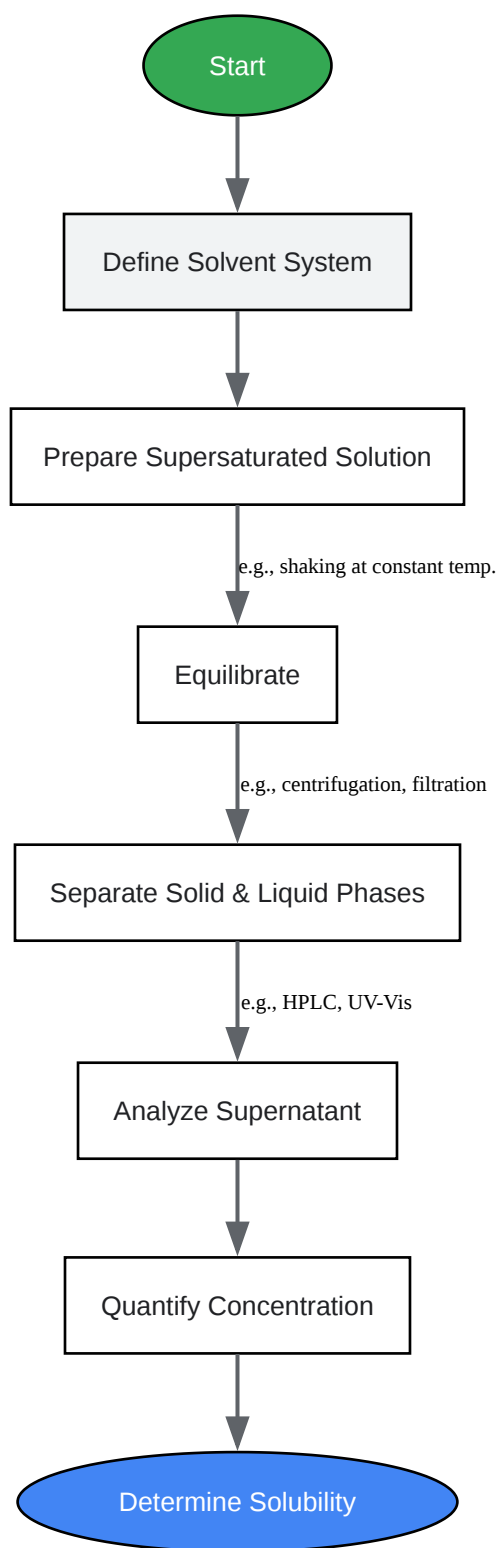 Start
Define Solvent System
Prepare Supersaturated Solution
e.g., shaking at constant temp.
Equilibrate
e.g., centrifugation, filtration
Separate Solid & Liquid Phases
e.g., HPLC, UV-Vis
Analyze Supernatant
Quantify Concentration
Determine Solubility